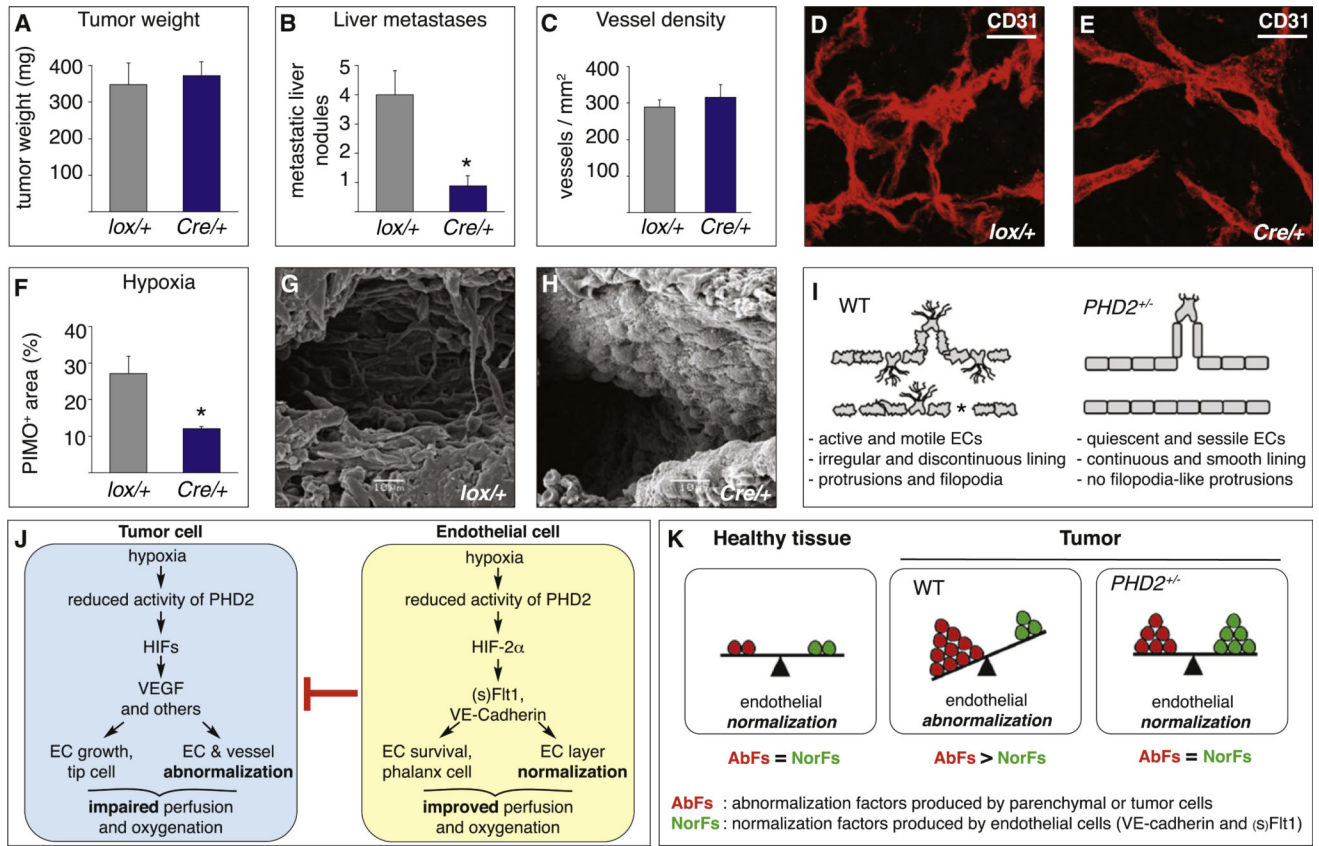 A
Tumor weight
tumor weight (mg)
400
300
200
100
lox/+
Cre/+
B
Liver metastases
metastatic liver
nodules
5
4
3
2
1
*
lox/+
Cre/+
C
Vessel density
vessels / mm²
400
300
200
100
lox/+
Cre/+
D
CD31
lox/+
E
CD31
Cre/+
F
Hypoxia
PIMO⁺ area (%)
40
30
20
10
*
lox/+
Cre/+
G
10µm
lox/+
H
10µm
Cre/+
I
WT
*
- active and motile ECs
- irregular and discontinuous lining
- protrusions and filopodia
PHD2⁺/⁻
- quiescent and sessile ECs
- continuous and smooth lining
- no filopodia-like protrusions
J
Tumor cell
hypoxia
reduced activity of PHD2
HIFs
VEGF
and others
EC growth,
tip cell
EC & vessel
abnormalization
impaired perfusion
and oxygenation
Endothelial cell
hypoxia
reduced activity of PHD2
HIF-2α
(s)Flt1,
VE-Cadherin
EC survival,
phalanx cell
EC layer
normalization
improved perfusion
and oxygenation
K
Healthy tissue
Tumor
endothelial
normalization
AbFs = NorFs
WT
endothelial
abnormalization
AbFs > NorFs
PHD2⁺/⁻
endothelial
normalization
AbFs = NorFs
AbFs : abnormalization factors produced by parenchymal or tumor cells
NorFs : normalization factors produced by endothelial cells (VE-cadherin and (s)Flt1)